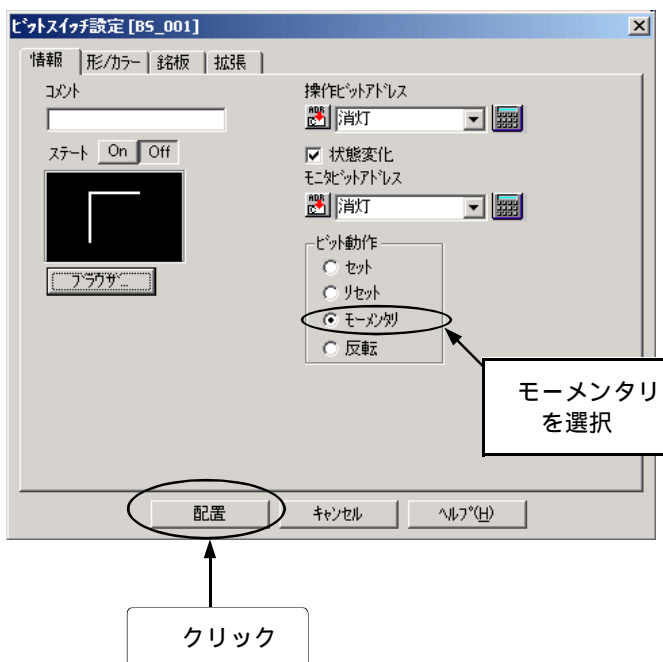 ビットスイッチ設定 [BS_001]
情報 形/カラー 銘板 拡張
コメント
ステート On Off
ブラウザ...
操作ビットアドレス
消灯
状態変化
モニタビットアドレス
消灯
ビット動作
セット
リセット
モーメンタリ
反転
モーメンタリ
を選択
配置 キャンセル ヘルプ(H)
クリック